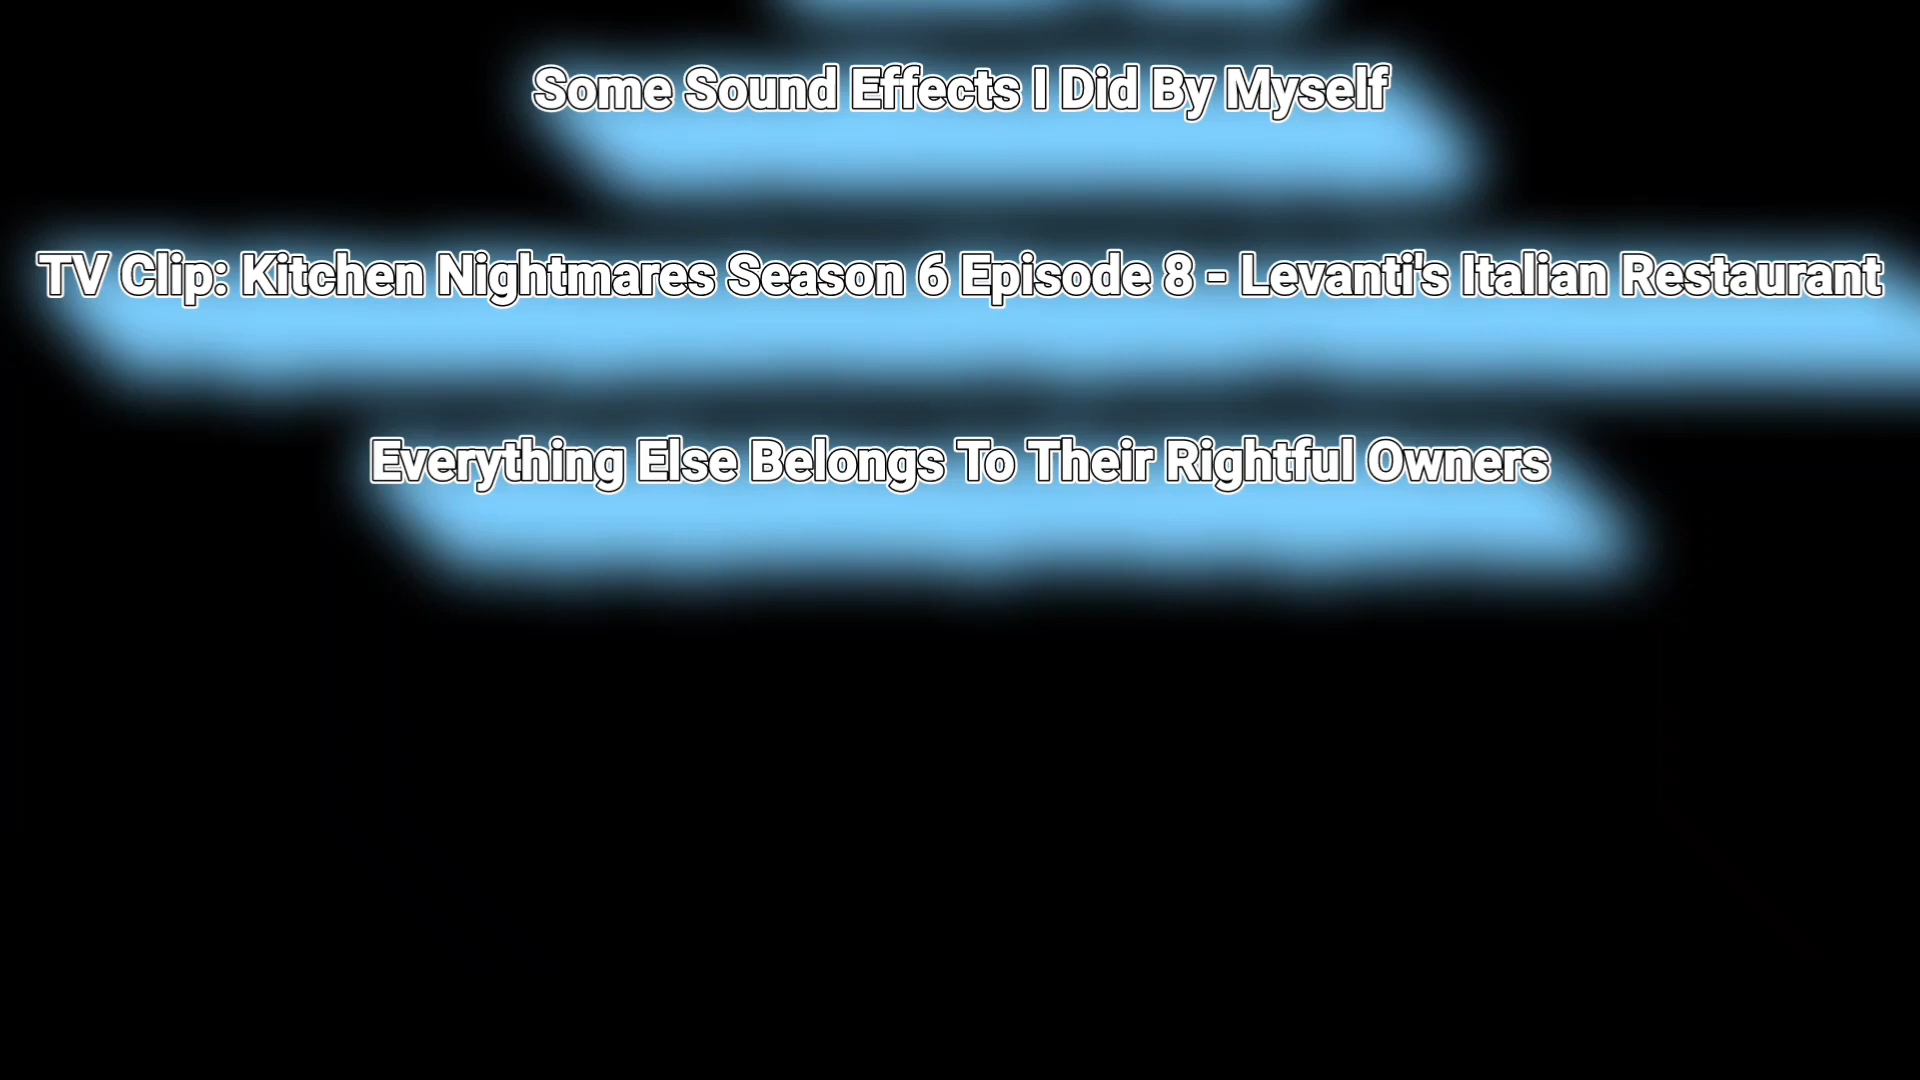 Some Sound Effects I Did By Myself
TV Clip: Kitchen Nightmares Season 6 Episode 8 - Levanti's Italian Restaurant
Everything Else Belongs To Their Rightful Owners